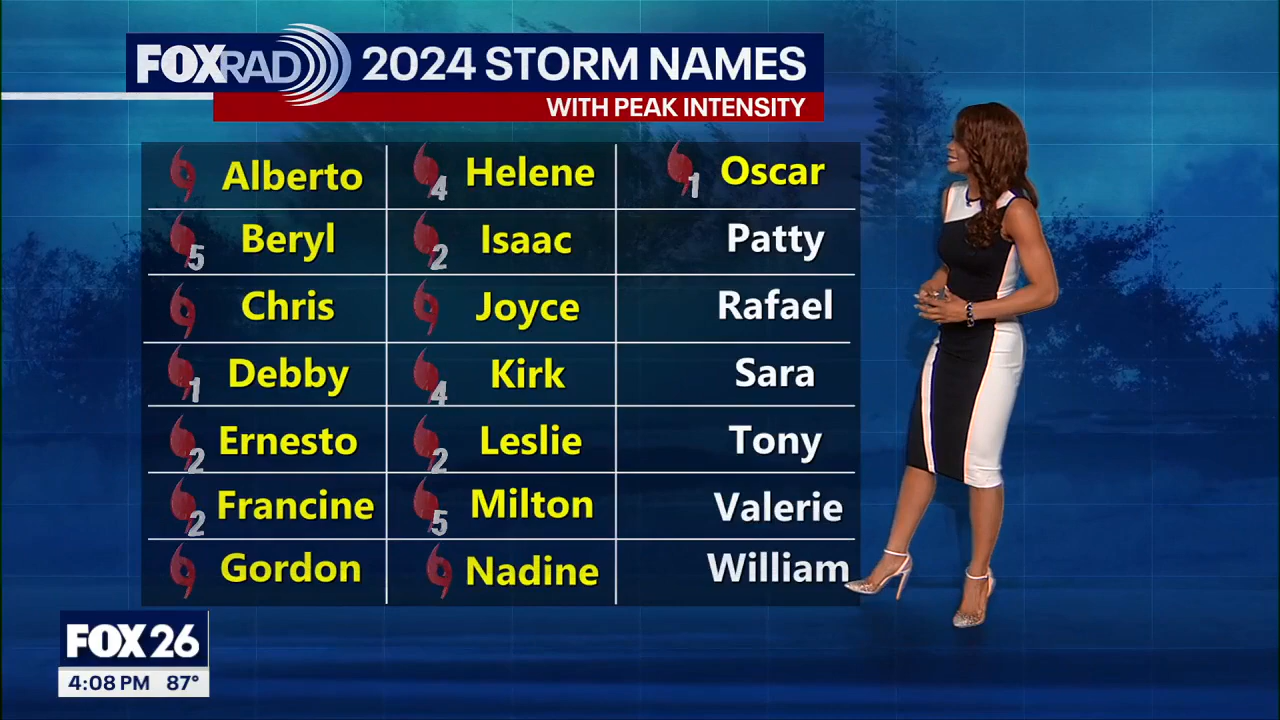 FOXRAD 2024 STORM NAMES
WITH PEAK INTENSITY
Alberto 4 Helene 1 Oscar
5 Beryl 2 Isaac Patty
Chris Joyce Rafael
1 Debby 4 Kirk Sara
2 Ernesto 2 Leslie Tony
2 Francine 5 Milton Valerie
Gordon Nadine William
FOX 26
4:08 PM 87°